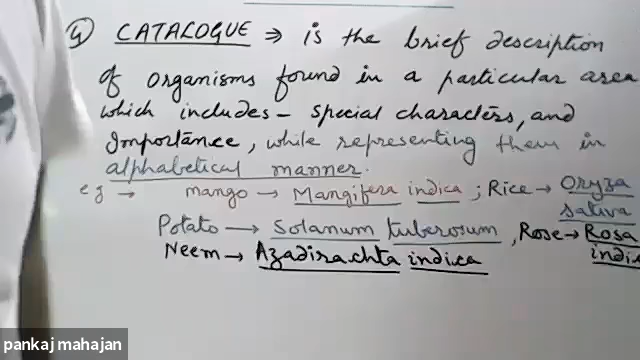 4) CATALOGUE ⇒ is the brief description
of organisms found in a particular area
which includes - special characters, and
Importance, while representing them in
alphabetical manner.
eg → mango → Mangifera indica ; Rice → Oryza
sativa
Potato → Solanum tuberosum , Rose → Rosa
indi
Neem → Azadirachta indica
pankaj mahajan